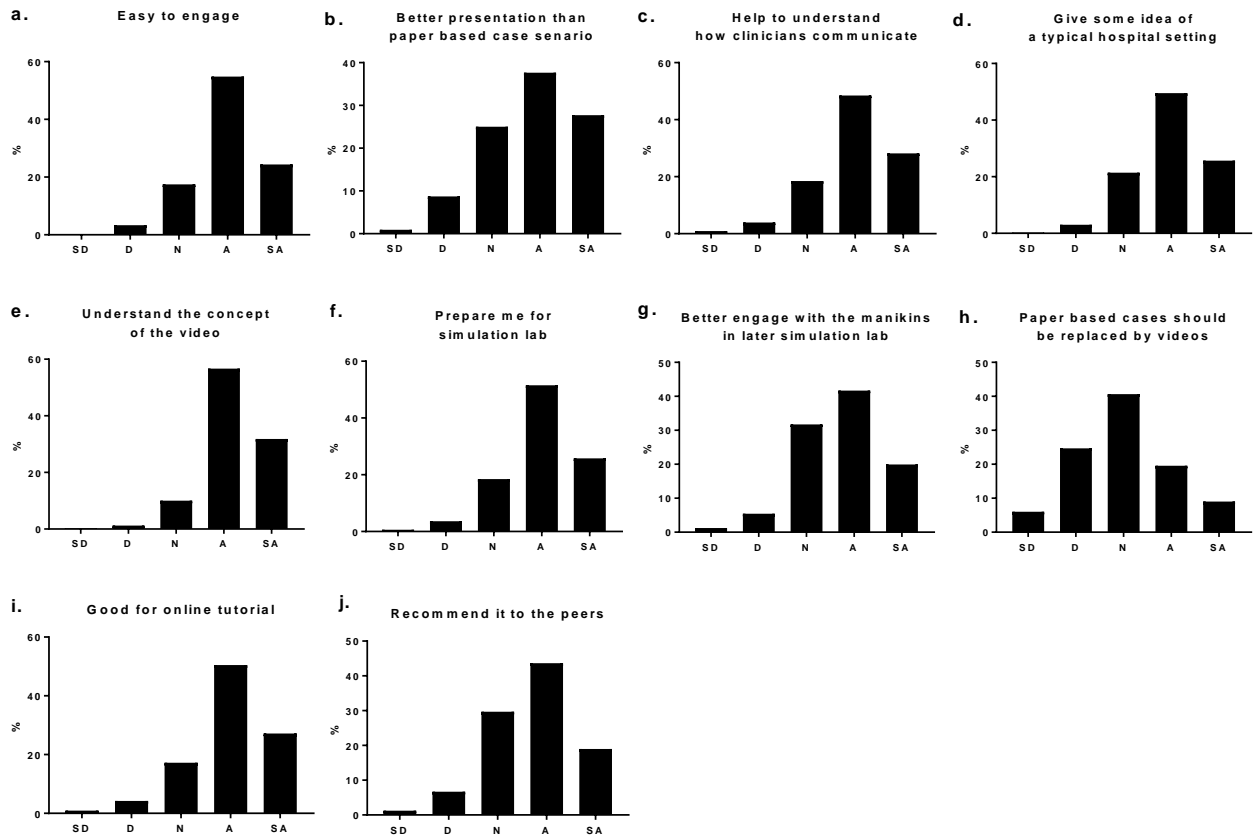 a.
Easy to engage
60
40
20
0
%
SD D N A SA
b.
Better presentation than
paper based case senario
40
30
20
10
0
%
SD D N A SA
c.
Help to understand
how clinicians communicate
60
40
20
0
%
SD D N A SA
d.
Give some idea of
a typical hospital setting
60
40
20
0
%
SD D N A SA
e.
Understand the concept
of the video
60
40
20
0
%
SD D N A SA
f.
Prepare me for
simulation lab
60
40
20
0
%
SD D N A SA
g.
Better engage with the manikins
in later simulation lab
50
40
30
20
10
0
%
SD D N A SA
h.
Paper based cases should
be replaced by videos
50
40
30
20
10
0
%
SD D N A SA
i.
Good for online tutorial
60
40
20
0
%
SD D N A SA
j.
Recommend it to the peers
50
40
30
20
10
0
%
SD D N A SA